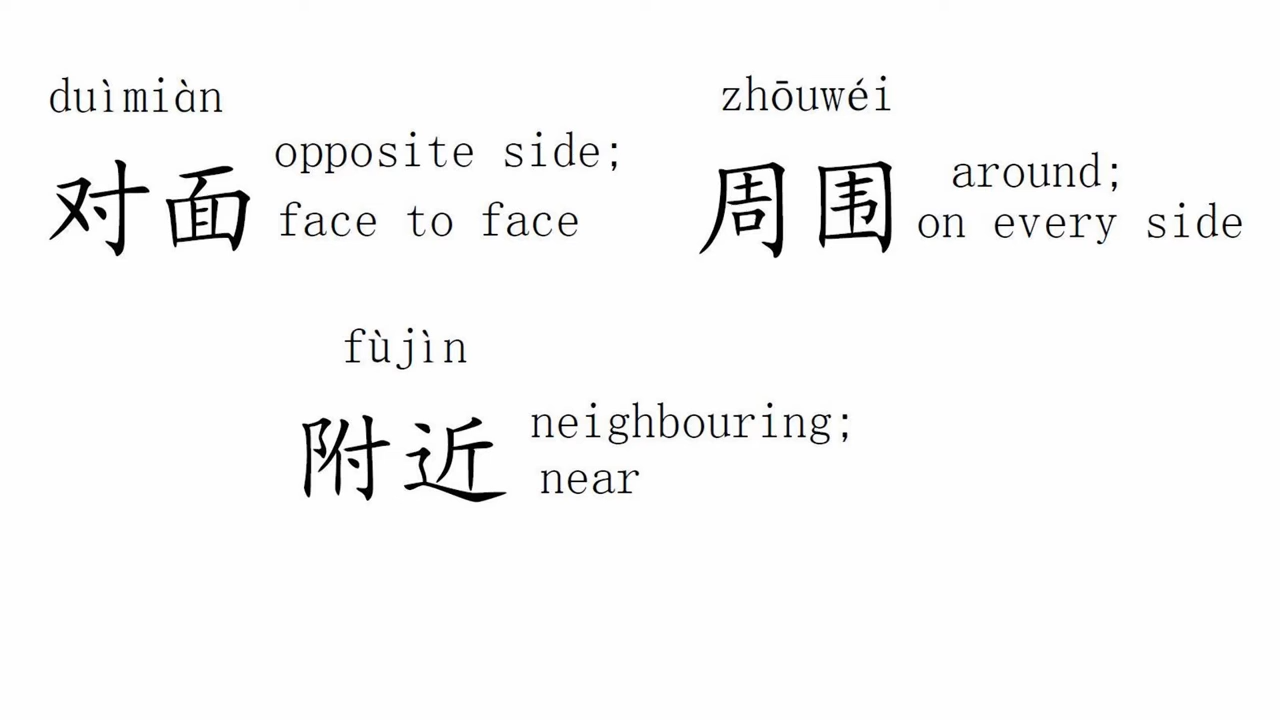 duìmiàn
对面
opposite side;
face to face
zhōuwéi
周围
around;
on every side
fùjìn
附近
neighbouring;
near